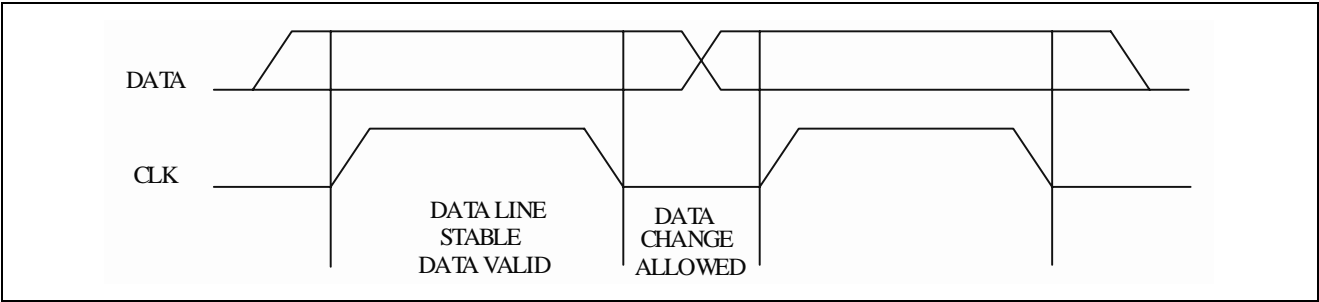 DATA
CLK
DATA LINE
STABLE
DATA VALID
DATA
CHANGE
ALLOWED